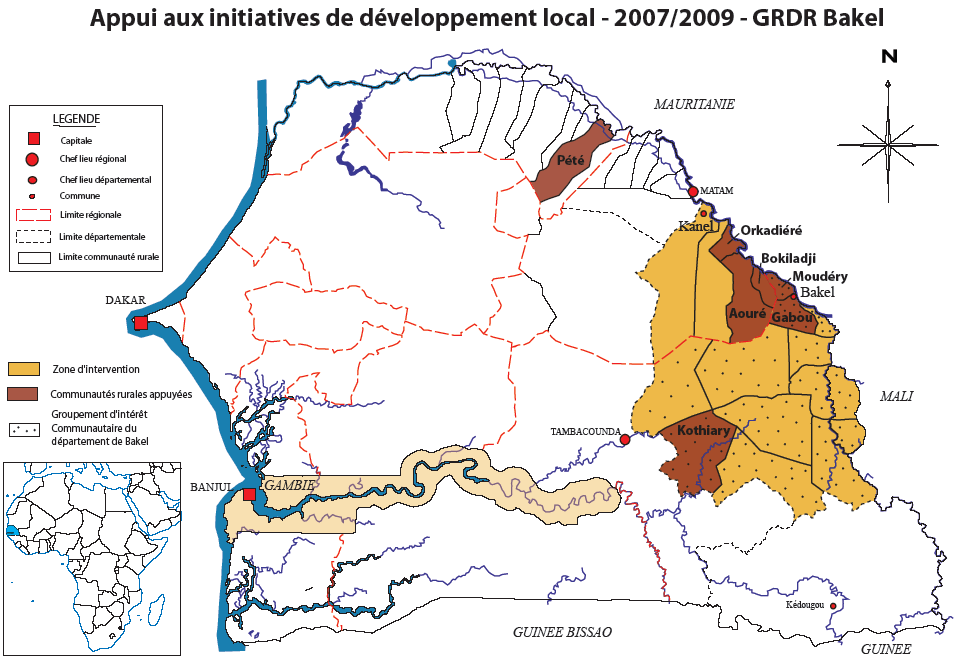 Appui aux initiatives de développement local - 2007/2009 - GRDR Bakel
N
MAURITANIE
LEGENDE
Capitale
Chef lieu régional
Chef lieu départemental
Commune
Limite régionale
Limite départementale
Limite communauté rurale
Pété
MATAM
Kanel
Orkadiéré
Bokiladji
Moudéry
Bakel
DAKAR
Aouré
Gabou
Zone d'intervention
Communautés rurales appuyées
Groupement d'intérêt
Communautaire du
département de Bakel
MALI
Kothiary
TAMBACOUNDA
BANJUL
GAMBIE
Kédougou
GUINEE BISSAO
GUINEE